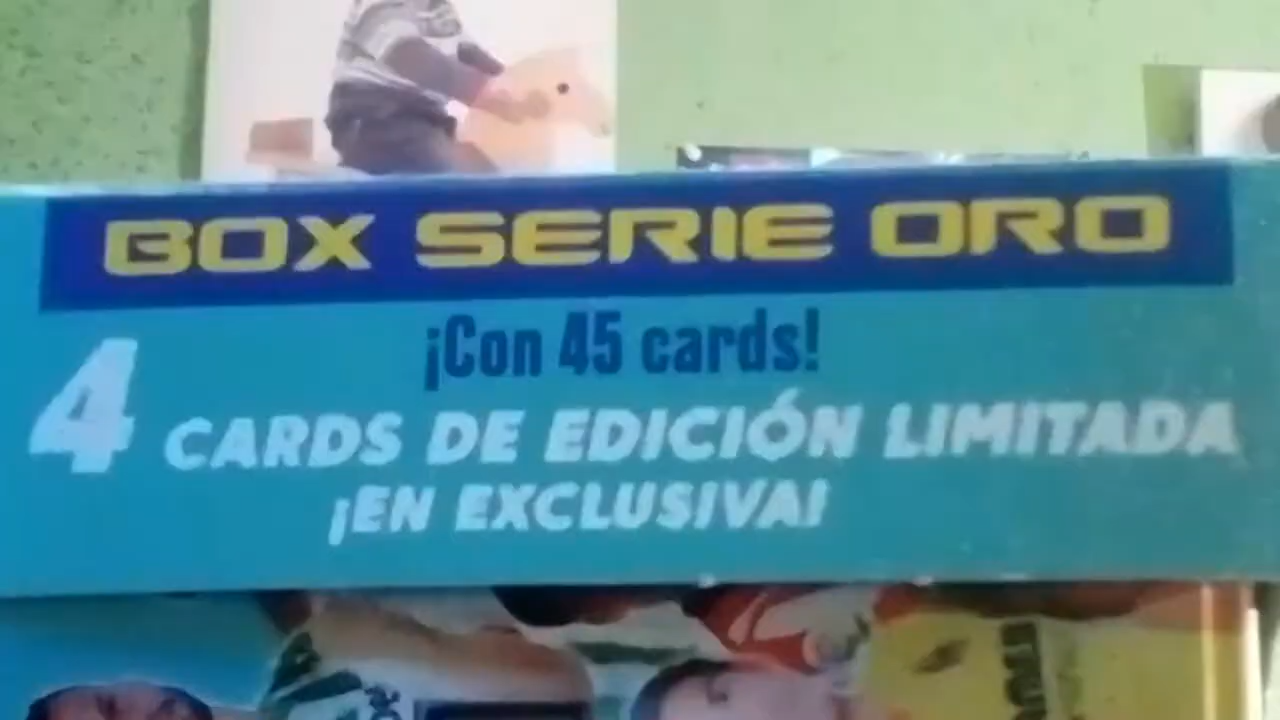 BOX SERIE ORO
¡Con 45 cards!
4 CARDS DE EDICIÓN LIMITADA
¡EN EXCLUSIVA!